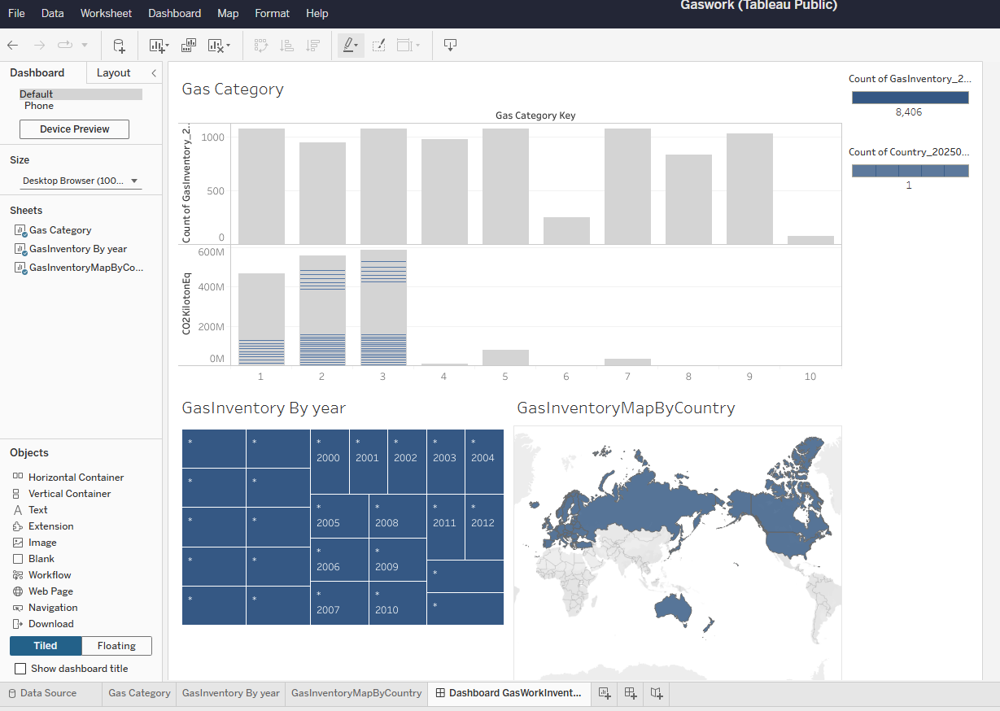 Gaswork (Tableau Public)
File Data Worksheet Dashboard Map Format Help
Dashboard Layout
Default
Phone
Device Preview
Size
Desktop Browser (100...
Sheets
Gas Category
GasInventory By year
GasInventoryMapByCo...
Objects
Horizontal Container
Vertical Container
Text
Extension
Image
Blank
Workflow
Web Page
Navigation
Download
Tiled Floating
Show dashboard title
Gas Category
Gas Category Key
Count of GasInventory_2..
1000
500
0
CO2KilotonEq
600M
400M
200M
0M
1 2 3 4 5 6 7 8 9 10
GasInventory By year
* * * * * * *
2000 2001 2002 2003 2004
* *
* * * * * *
2005 2008 2011 2012
* * * *
2006 2009
*
* * * * *
2007 2010
GasInventoryMapByCountry
Count of GasInventory_2...
8,406
Count of Country_20250...
1
Data Source Gas Category GasInventory By year GasInventoryMapByCountry Dashboard GasWorkInvent...